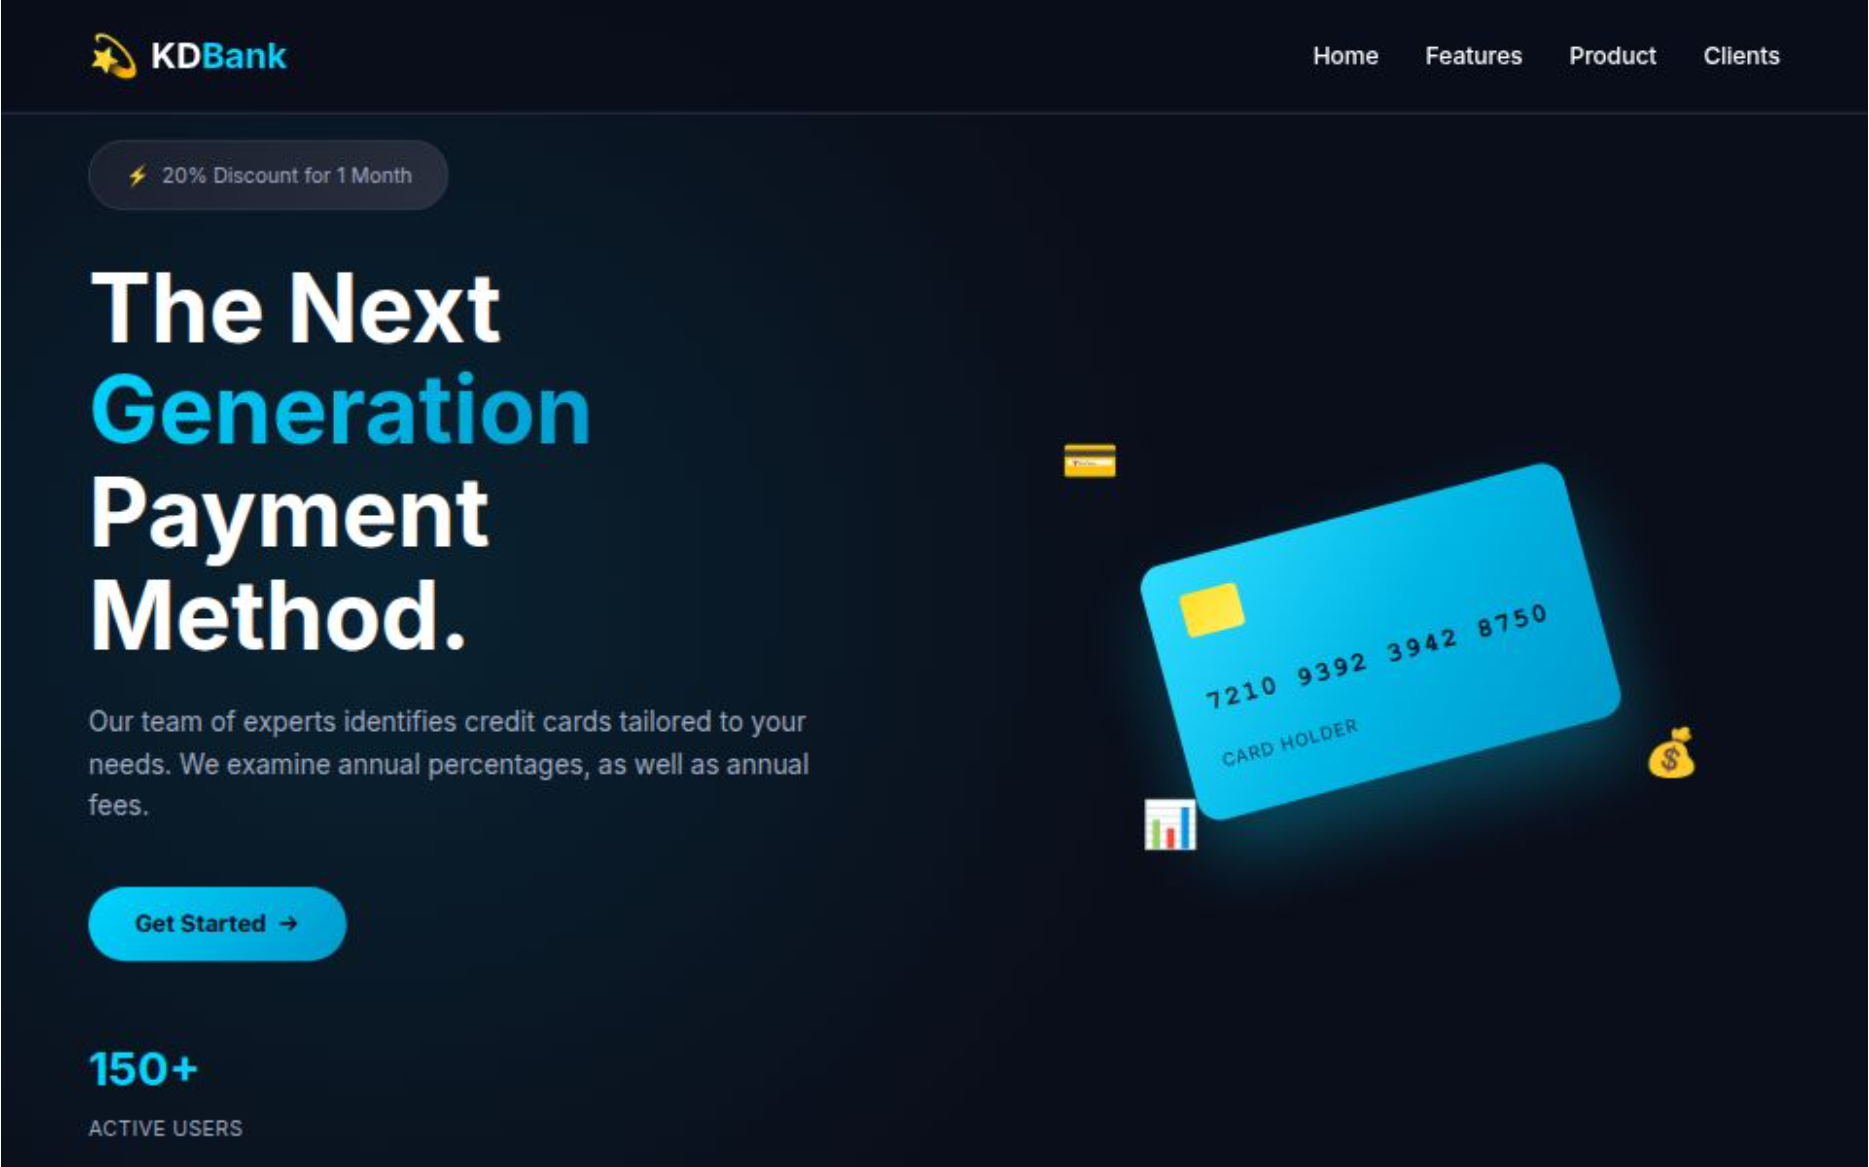 KDBank
Home
Features
Product
Clients
20% Discount for 1 Month
The Next
Generation
Payment
Method.
Our team of experts identifies credit cards tailored to your
needs. We examine annual percentages, as well as annual
fees.
Get Started →
150+
ACTIVE USERS
7210 9392 3942 8750
CARD HOLDER
$